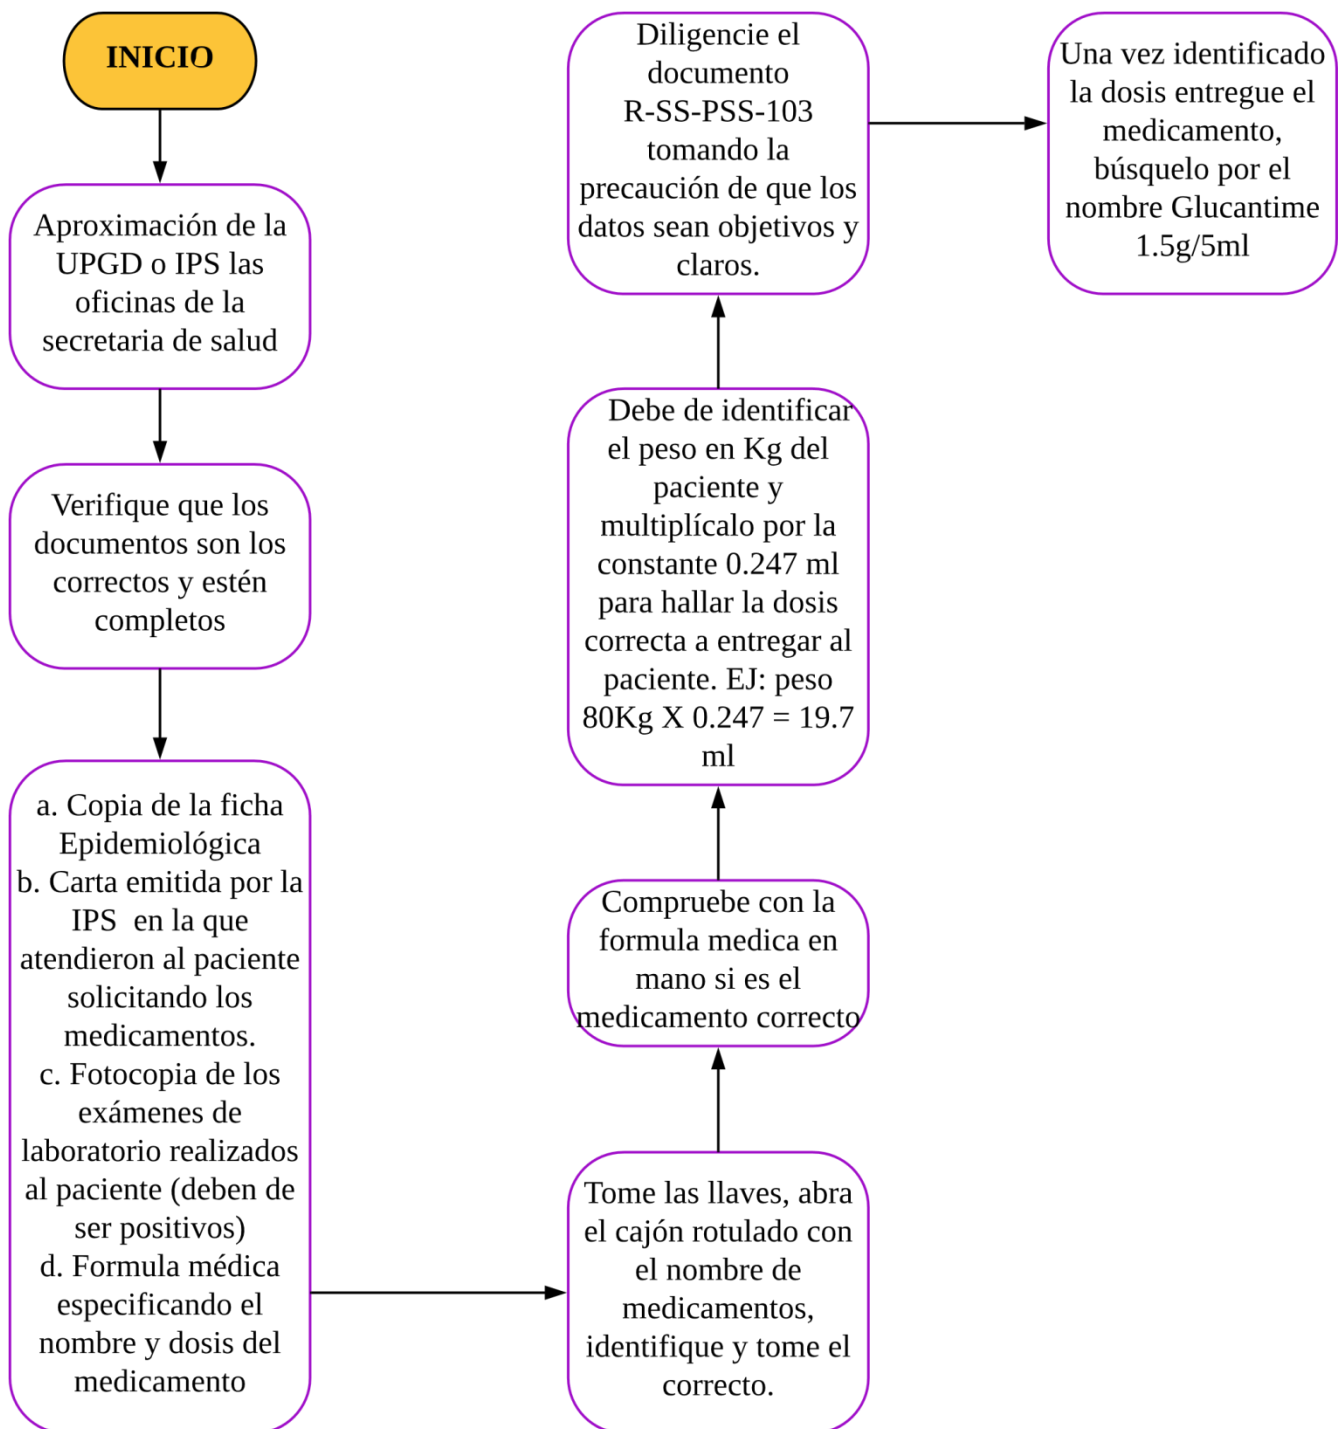 INICIO
Aproximación de la
UPGD o IPS las
oficinas de la
secretaria de salud
Verifique que los
documentos son los
correctos y estén
completos
a. Copia de la ficha
Epidemiológica
b. Carta emitida por la
IPS  en la que
atendieron al paciente
solicitando los
medicamentos.
c. Fotocopia de los
exámenes de
laboratorio realizados
al paciente (deben de
ser positivos)
d. Formula médica
especificando el
nombre y dosis del
medicamento
Tome las llaves, abra
el cajón rotulado con
el nombre de
medicamentos,
identifique y tome el
correcto.
Compruebe con la
formula medica en
mano si es el
medicamento correcto
Debe de identificar
el peso en Kg del
paciente y
multiplícalo por la
constante 0.247 ml
para hallar la dosis
correcta a entregar al
paciente. EJ: peso
80Kg X 0.247 = 19.7
ml
Diligencie el
documento
R-SS-PSS-103
tomando la
precaución de que los
datos sean objetivos y
claros.
Una vez identificado
la dosis entregue el
medicamento,
búsquelo por el
nombre Glucantime
1.5g/5ml